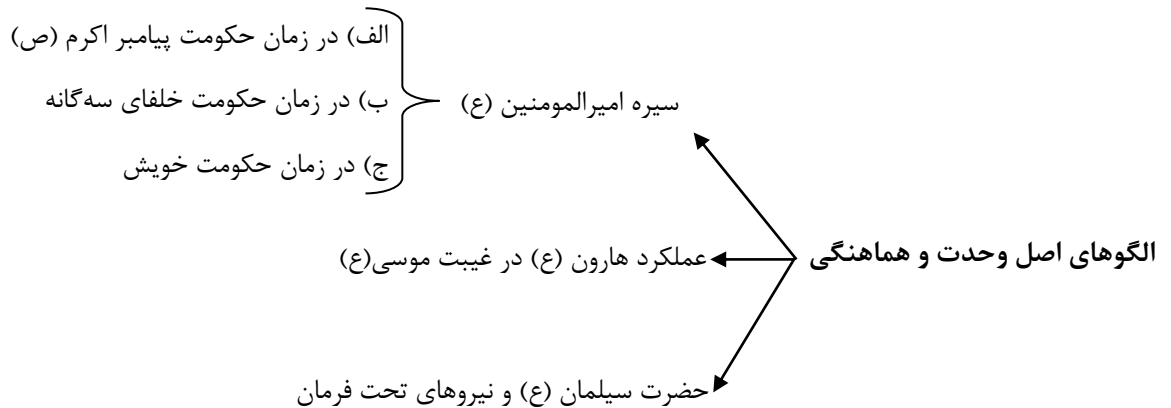 الگوهای اصل وحدت و هماهنگی
سیره امیرالمومنین (ع)
الف) در زمان حکومت پیامبر اکرم (ص)
ب) در زمان حکومت خلفای سه‌گانه
ج) در زمان حکومت خویش
عملکرد هارون (ع) در غیبت موسی(ع)
حضرت سیلمان (ع) و نیروهای تحت فرمان